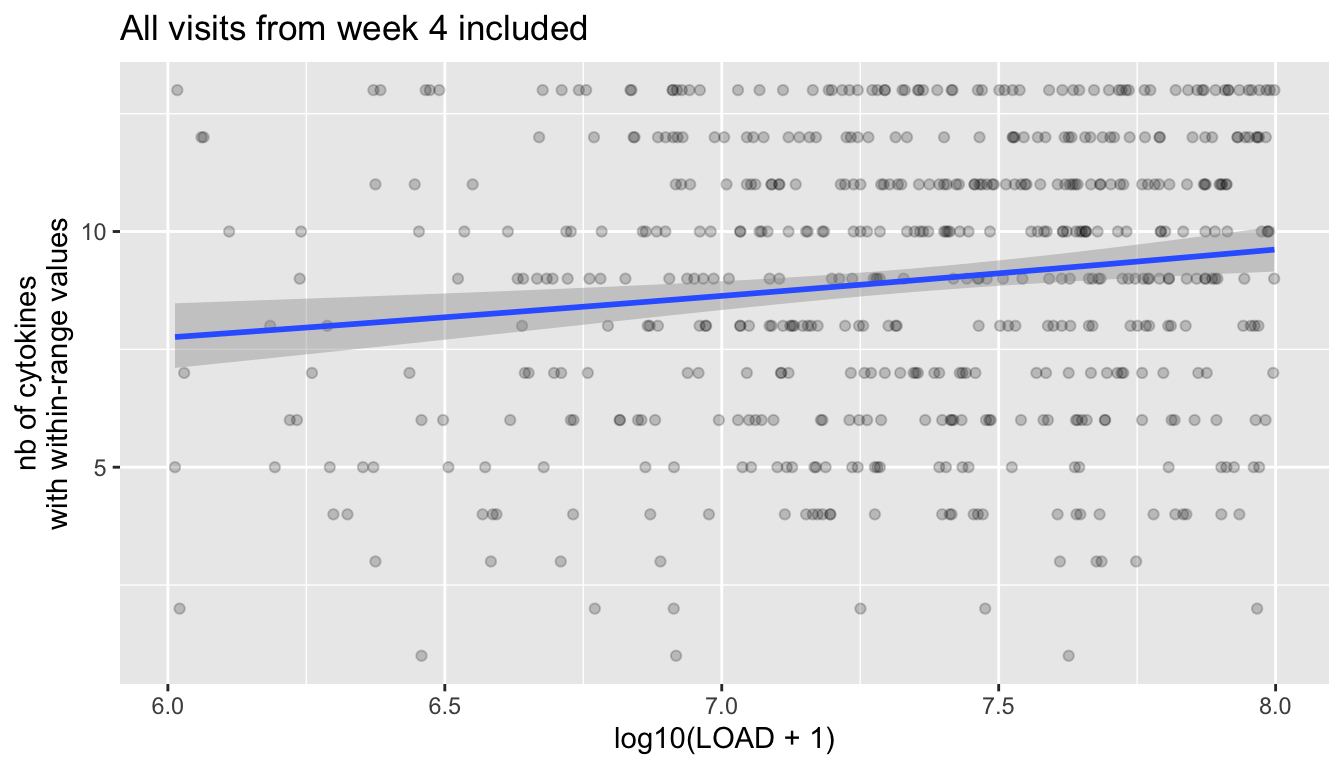 All visits from week 4 included
nb of cytokines
with within-range values
10
5
6.0
6.5
7.0
7.5
8.0
log10(LOAD + 1)